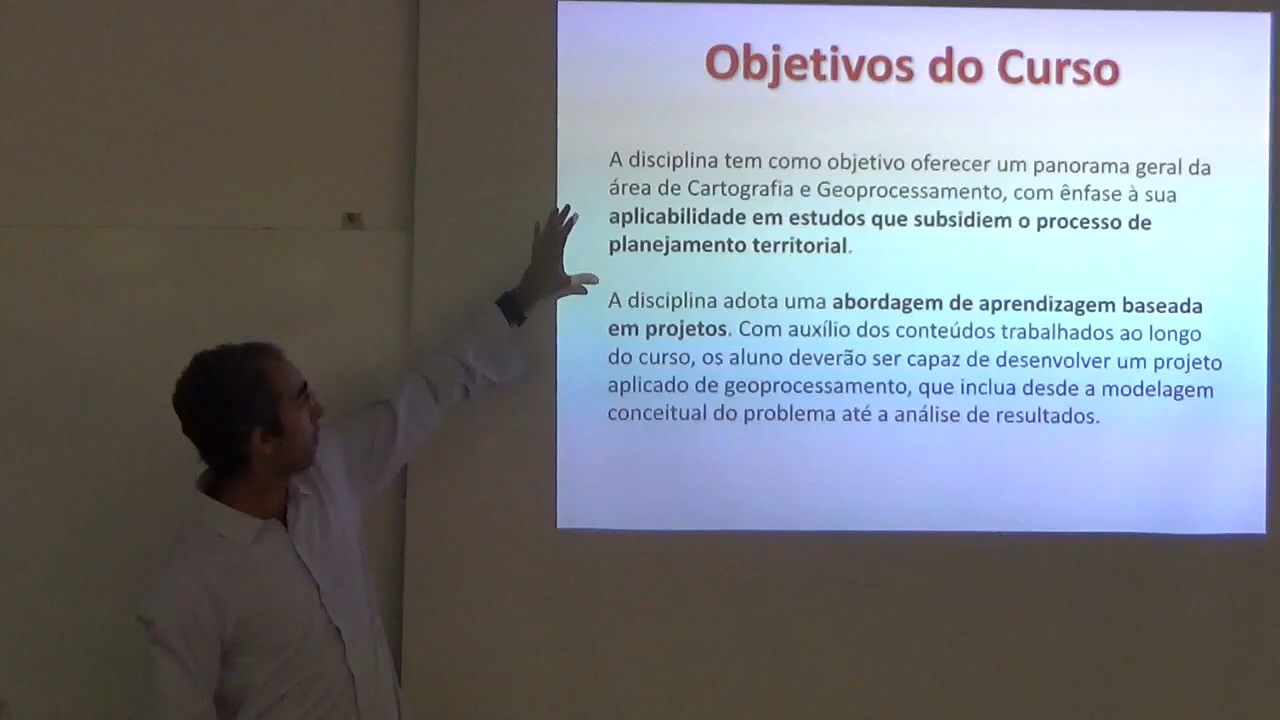 Objetivos do Curso
A disciplina tem como objetivo oferecer um panorama geral da
área de Cartografia e Geoprocessamento, com ênfase à sua
aplicabilidade em estudos que subsidiem o processo de
planejamento territorial.
A disciplina adota uma abordagem de aprendizagem baseada
em projetos. Com auxílio dos conteúdos trabalhados ao longo
do curso, os aluno deverão ser capaz de desenvolver um projeto
aplicado de geoprocessamento, que inclua desde a modelagem
conceitual do problema até a análise de resultados.